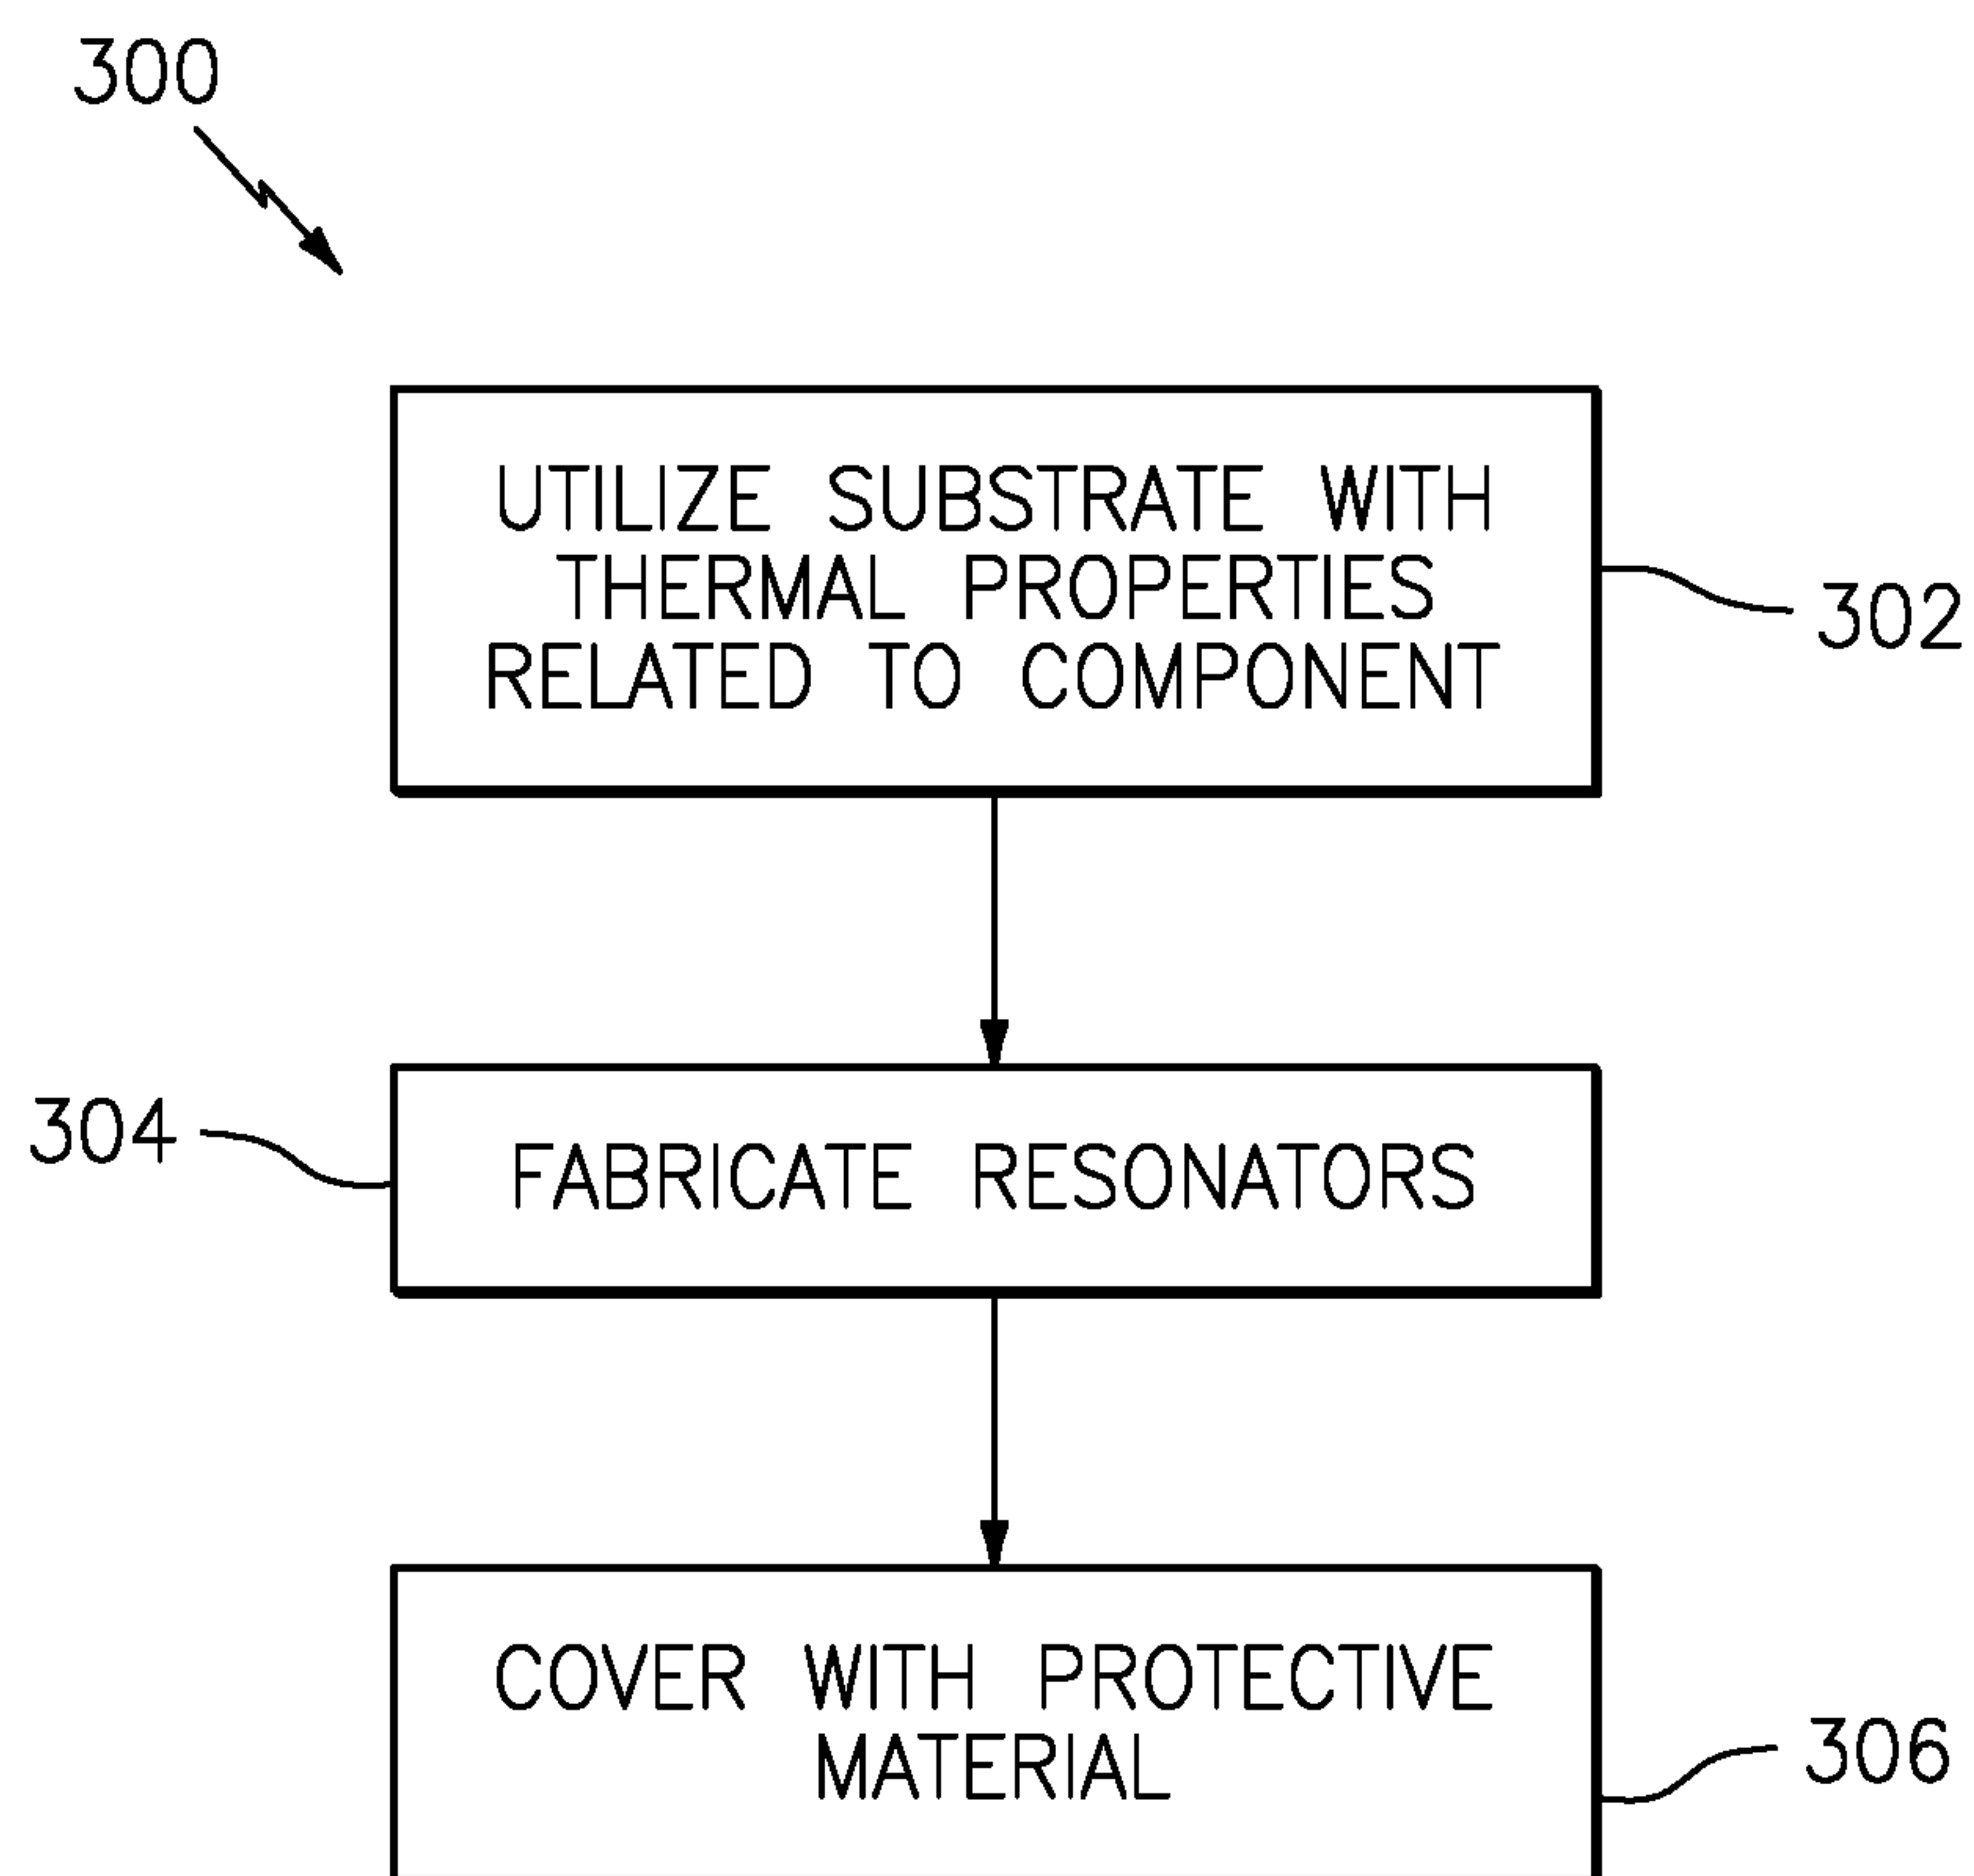 300
UTILIZE SUBSTRATE WITH
THERMAL PROPERTIES
RELATED TO COMPONENT
302
304
FABRICATE RESONATORS
COVER WITH PROTECTIVE
MATERIAL
306